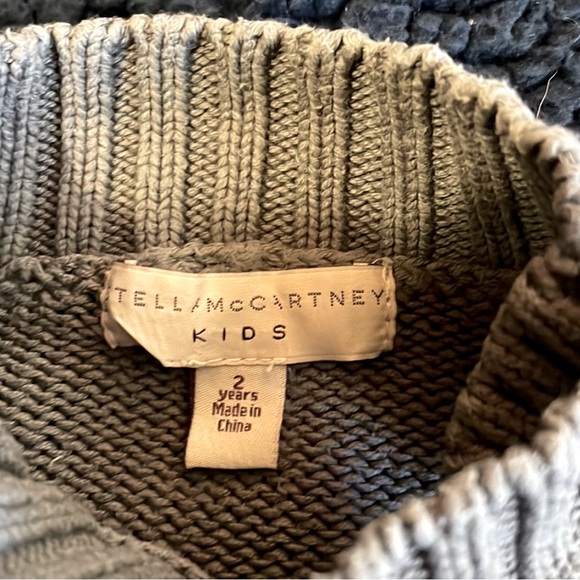 TELLA McCARTNEY
KIDS
2
years
Made in
China